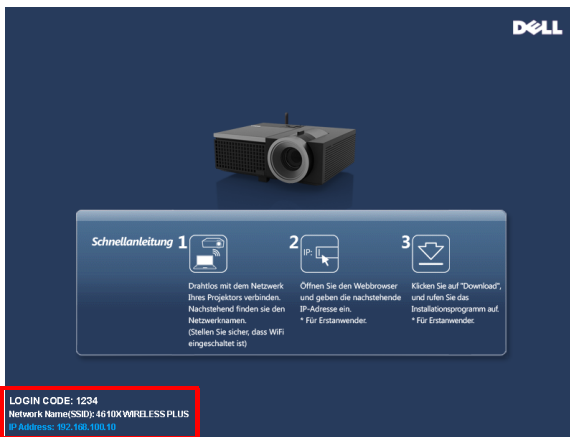 DELL
Schnellanleitung 1
2
IP:
3
Drahtlos mit dem Netzwerk
Ihres Projektors verbinden.
Nachstehend finden sie den
Netzwerknamen.
(Stellen Sie sicher, dass WiFi
eingeschaltet ist)
Öffnen Sie den Webbrowser
und geben die nachstehende
IP-Adresse ein.
* Für Erstanwender.
Klicken Sie auf "Download",
und rufen Sie das
Installationsprogramm auf.
* Für Erstanwender.
LOGIN CODE: 1234
Network Name(SSID): 4610X WIRELESS PLUS
IP Address: 192.168.100.10